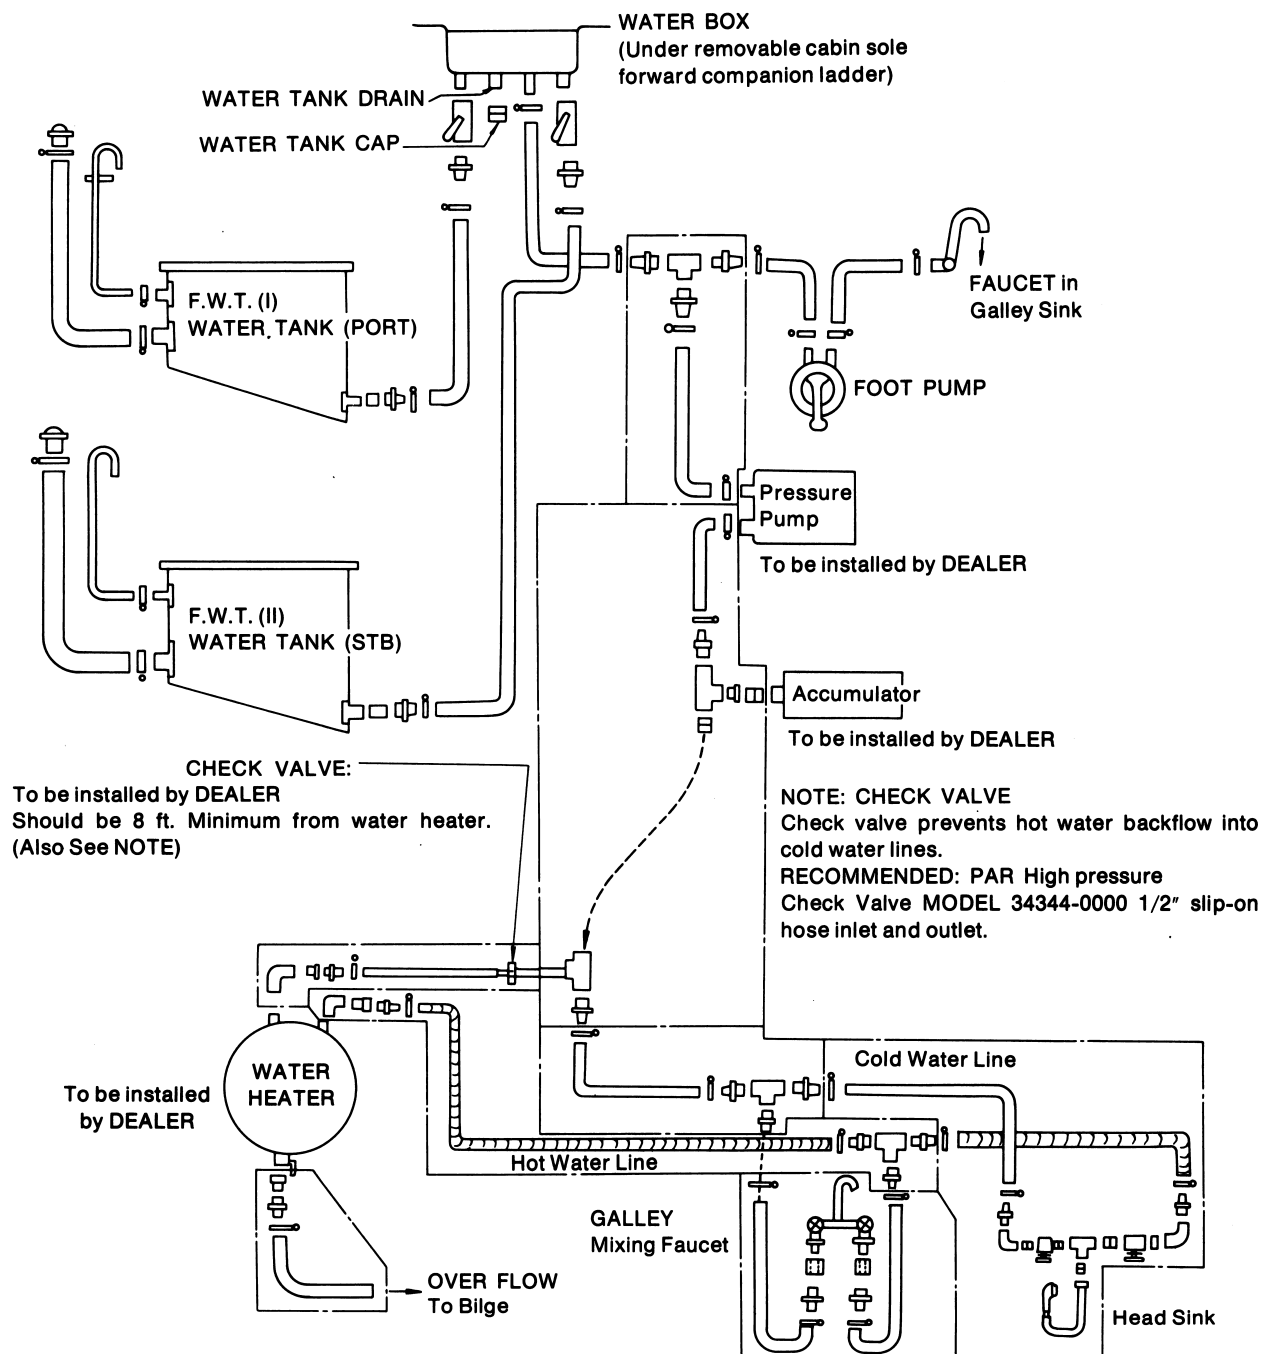 WATER BOX
(Under removable cabin sole
forward companion ladder)
WATER TANK DRAIN
WATER TANK CAP
F.W.T. (I)
WATER TANK (PORT)
FAUCET in
Galley Sink
FOOT PUMP
Pressure
Pump
To be installed by DEALER
F.W.T. (II)
WATER TANK (STB)
Accumulator
To be installed by DEALER
CHECK VALVE:
To be installed by DEALER
Should be 8 ft. Minimum from water heater.
(Also See NOTE)
NOTE: CHECK VALVE
Check valve prevents hot water backflow into
cold water lines.
RECOMMENDED: PAR High pressure
Check Valve MODEL 34344-0000 1/2" slip-on
hose inlet and outlet.
WATER
HEATER
To be installed
by DEALER
Cold Water Line
Hot Water Line
GALLEY
Mixing Faucet
OVER FLOW
To Bilge
Head Sink